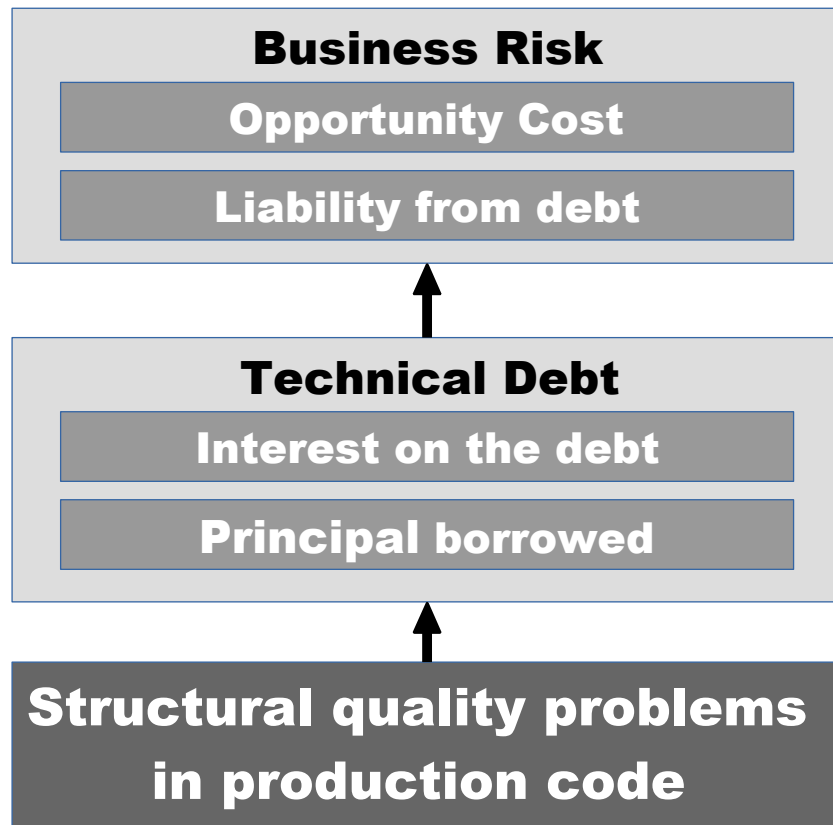 Business Risk
Opportunity Cost
Liability from debt
Technical Debt
Interest on the debt
Principal borrowed
Structural quality problems
in production code